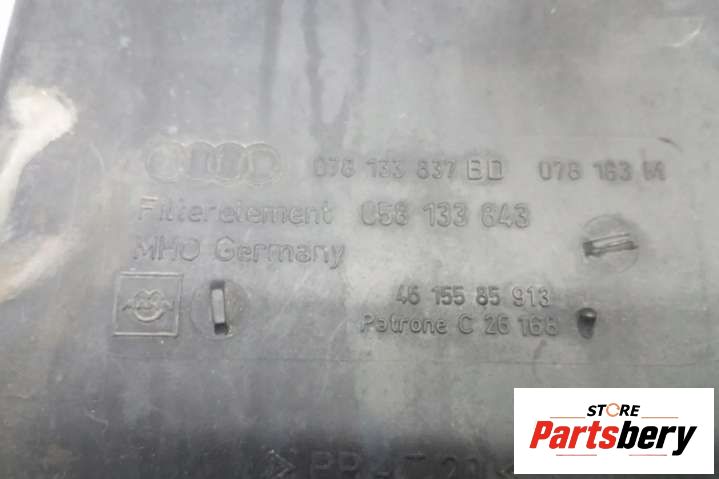 078 133 837 BD 078 163 M
Filterelement 058 133 843
MHO Germany
46 155 85 913
Patrone C 26 168
STORE
Partsbery